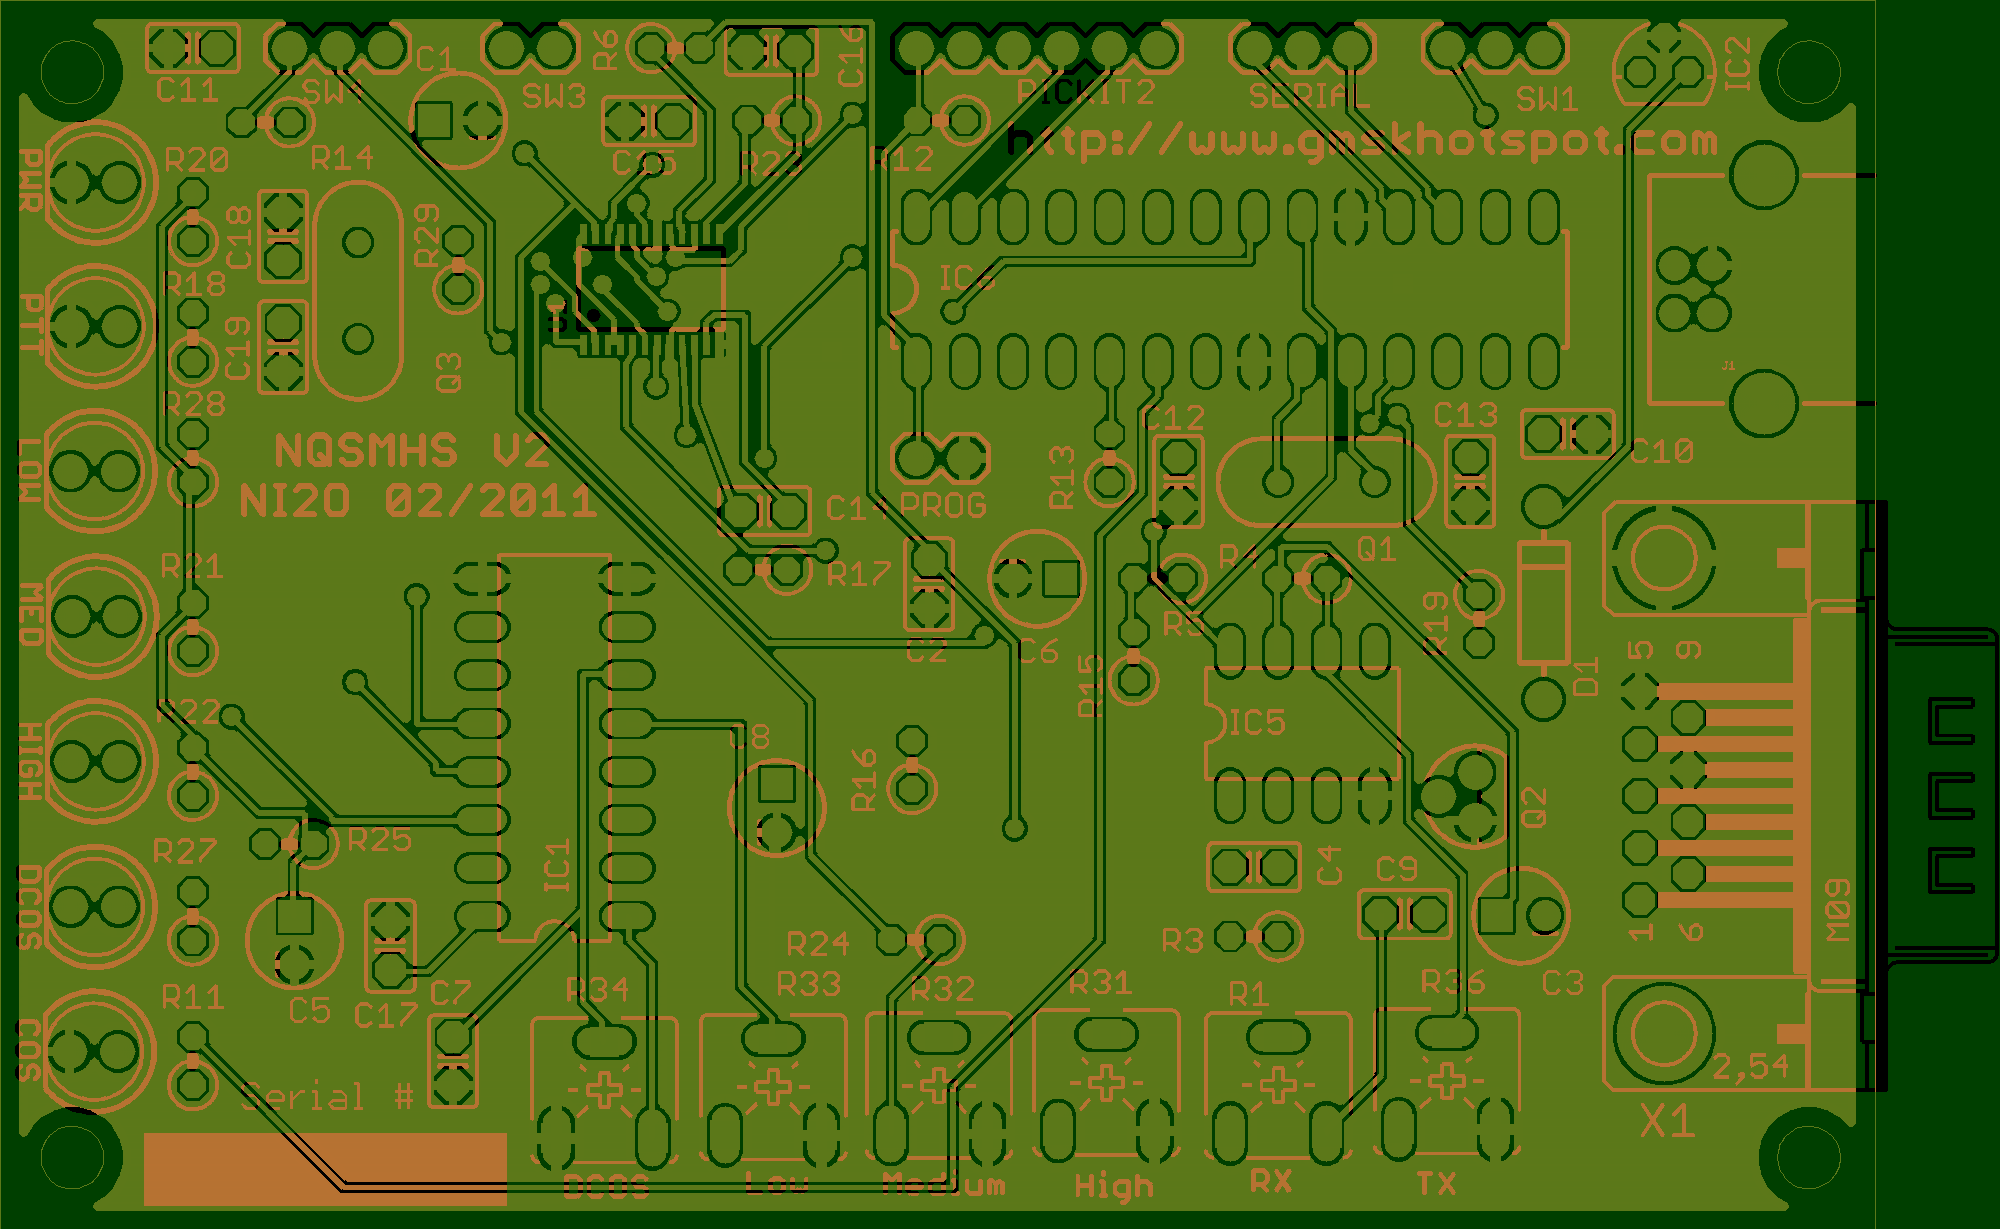 C11
SW4
C1
SW3
R6
C16
PICKIT2
SERIAL
SW1
IC2
http://www.gmskhotspot.com
R14
C15
R23
R12
PWR
R20
C18
R29
R18
IC6
PTT
C19
Q3
J1
R28
LOW
NQSMHS V2
NI2O 02/2011
C14
PROG
R13
C12
C13
C10
R21
R17
R4
Q1
MED
C2
C6
R5
R19
R15
D1
5 9
R22
HIGH
R16
IC5
Q2
R27
R25
IC1
C4
C9
DCOS
R24
R3
M09
1 6
R11
C5
C17
C7
R34
R33
R32
R31
R1
R36
C3
COS
Serial #
2,54
X1
DCOS
Low
Medium
High
RX
TX